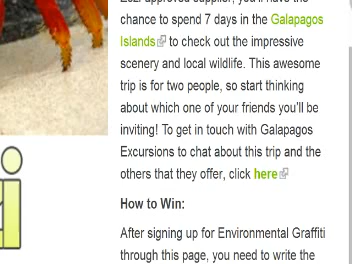 chance to spend 7 days in the Galapagos
Islands to check out the impressive
scenery and local wildlife. This awesome
trip is for two people, so start thinking
about which one of your friends you'll be
inviting! To get in touch with Galapagos
Excursions to chat about this trip and the
others that they offer, click here
How to Win:
After signing up for Environmental Graffiti
through this page, you need to write the